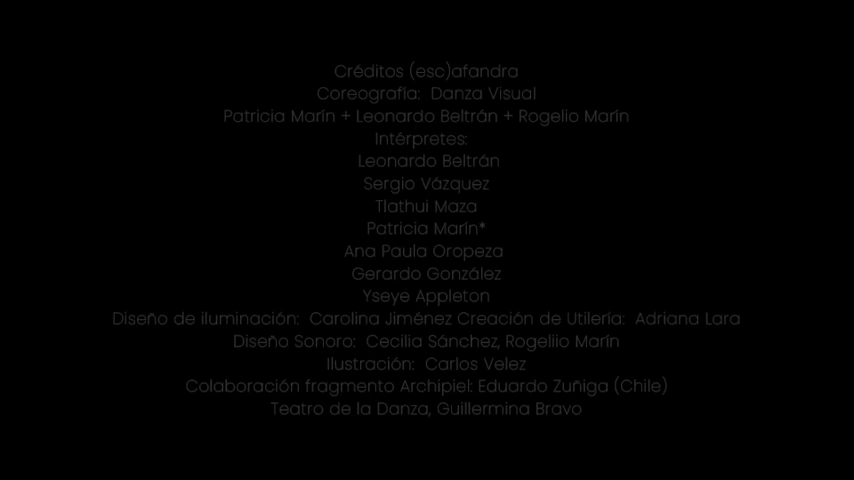 Créditos (esc)afandra
Coreografía: Danza Visual
Patricia Marín + Leonardo Beltrán + Rogelio Marín
Intérpretes:
Leonardo Beltrán
Sergio Vázquez
Tlathui Maza
Patricia Marín*
Ana Paula Oropeza
Gerardo González
Yseye Appleton
Diseño de iluminación: Carolina Jiménez Creación de Utilería: Adriana Lara
Diseño Sonoro: Cecilia Sánchez, Rogeliio Marín
Ilustración: Carlos Velez
Colaboración fragmento Archipiel: Eduardo Zuñiga (Chile)
Teatro de la Danza, Guillermina Bravo